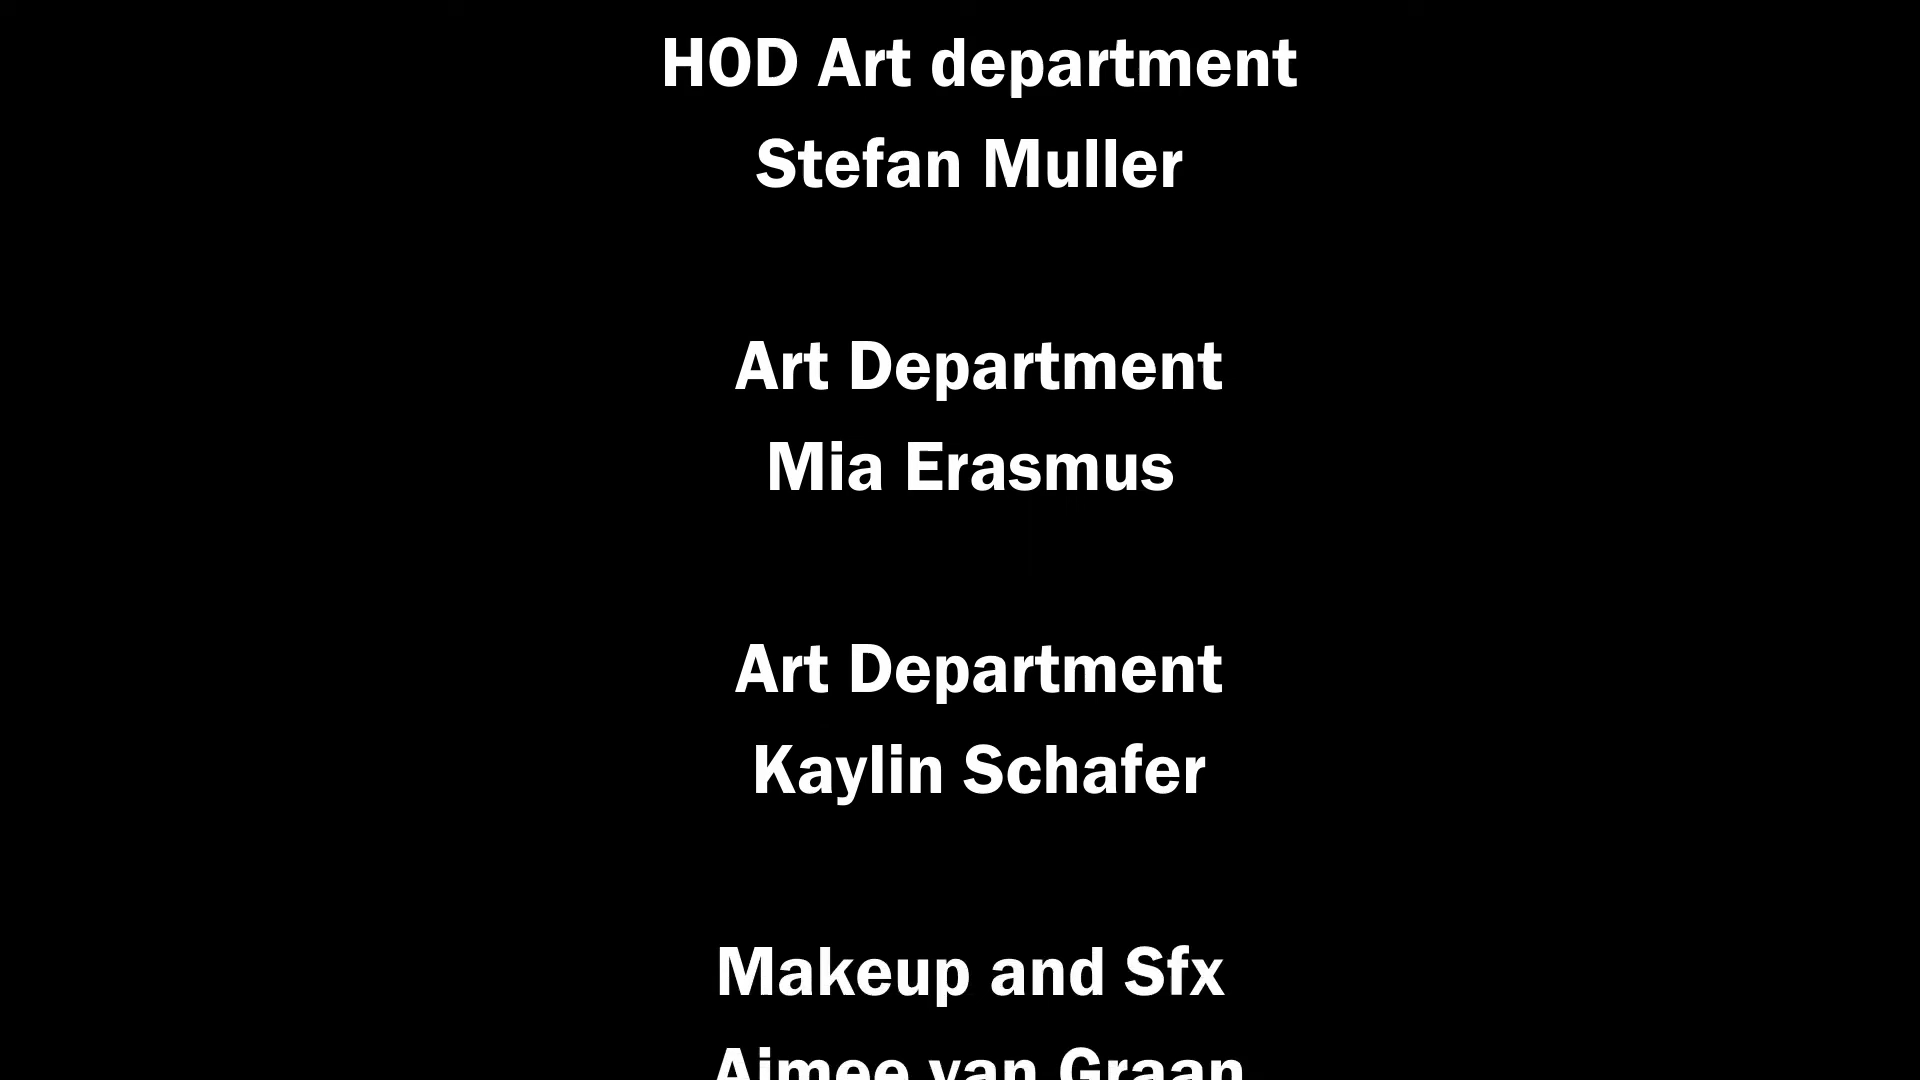 HOD Art department
Stefan Muller
Art Department
Mia Erasmus
Art Department
Kaylin Schafer
Makeup and Sfx
Aimee van Graan